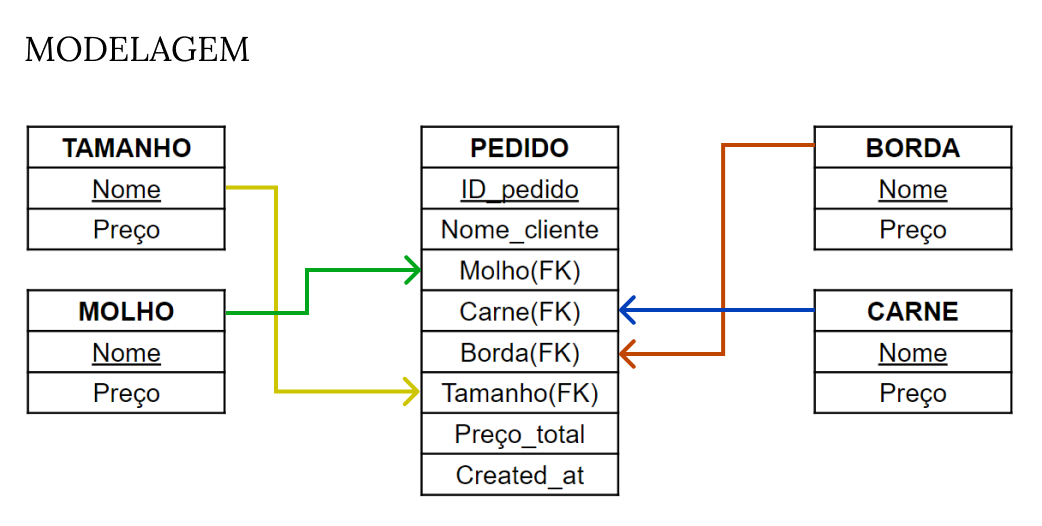 MODELAGEM
TAMANHO
Nome
Preço
MOLHO
Nome
Preço
PEDIDO
ID_pedido
Nome_cliente
Molho(FK)
Carne(FK)
Borda(FK)
Tamanho(FK)
Preço_total
Created_at
BORDA
Nome
Preço
CARNE
Nome
Preço